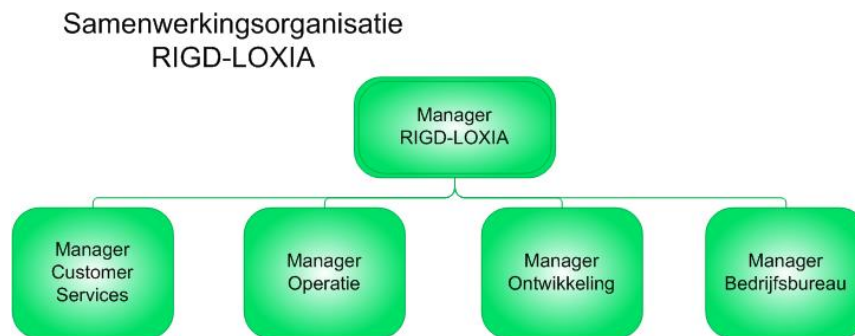 Samenwerkingsorganisatie
RIGD-LOXIA
Manager
RIGD-LOXIA
Manager
Customer
Services
Manager
Operatie
Manager
Ontwikkeling
Manager
Bedrijfsbureau